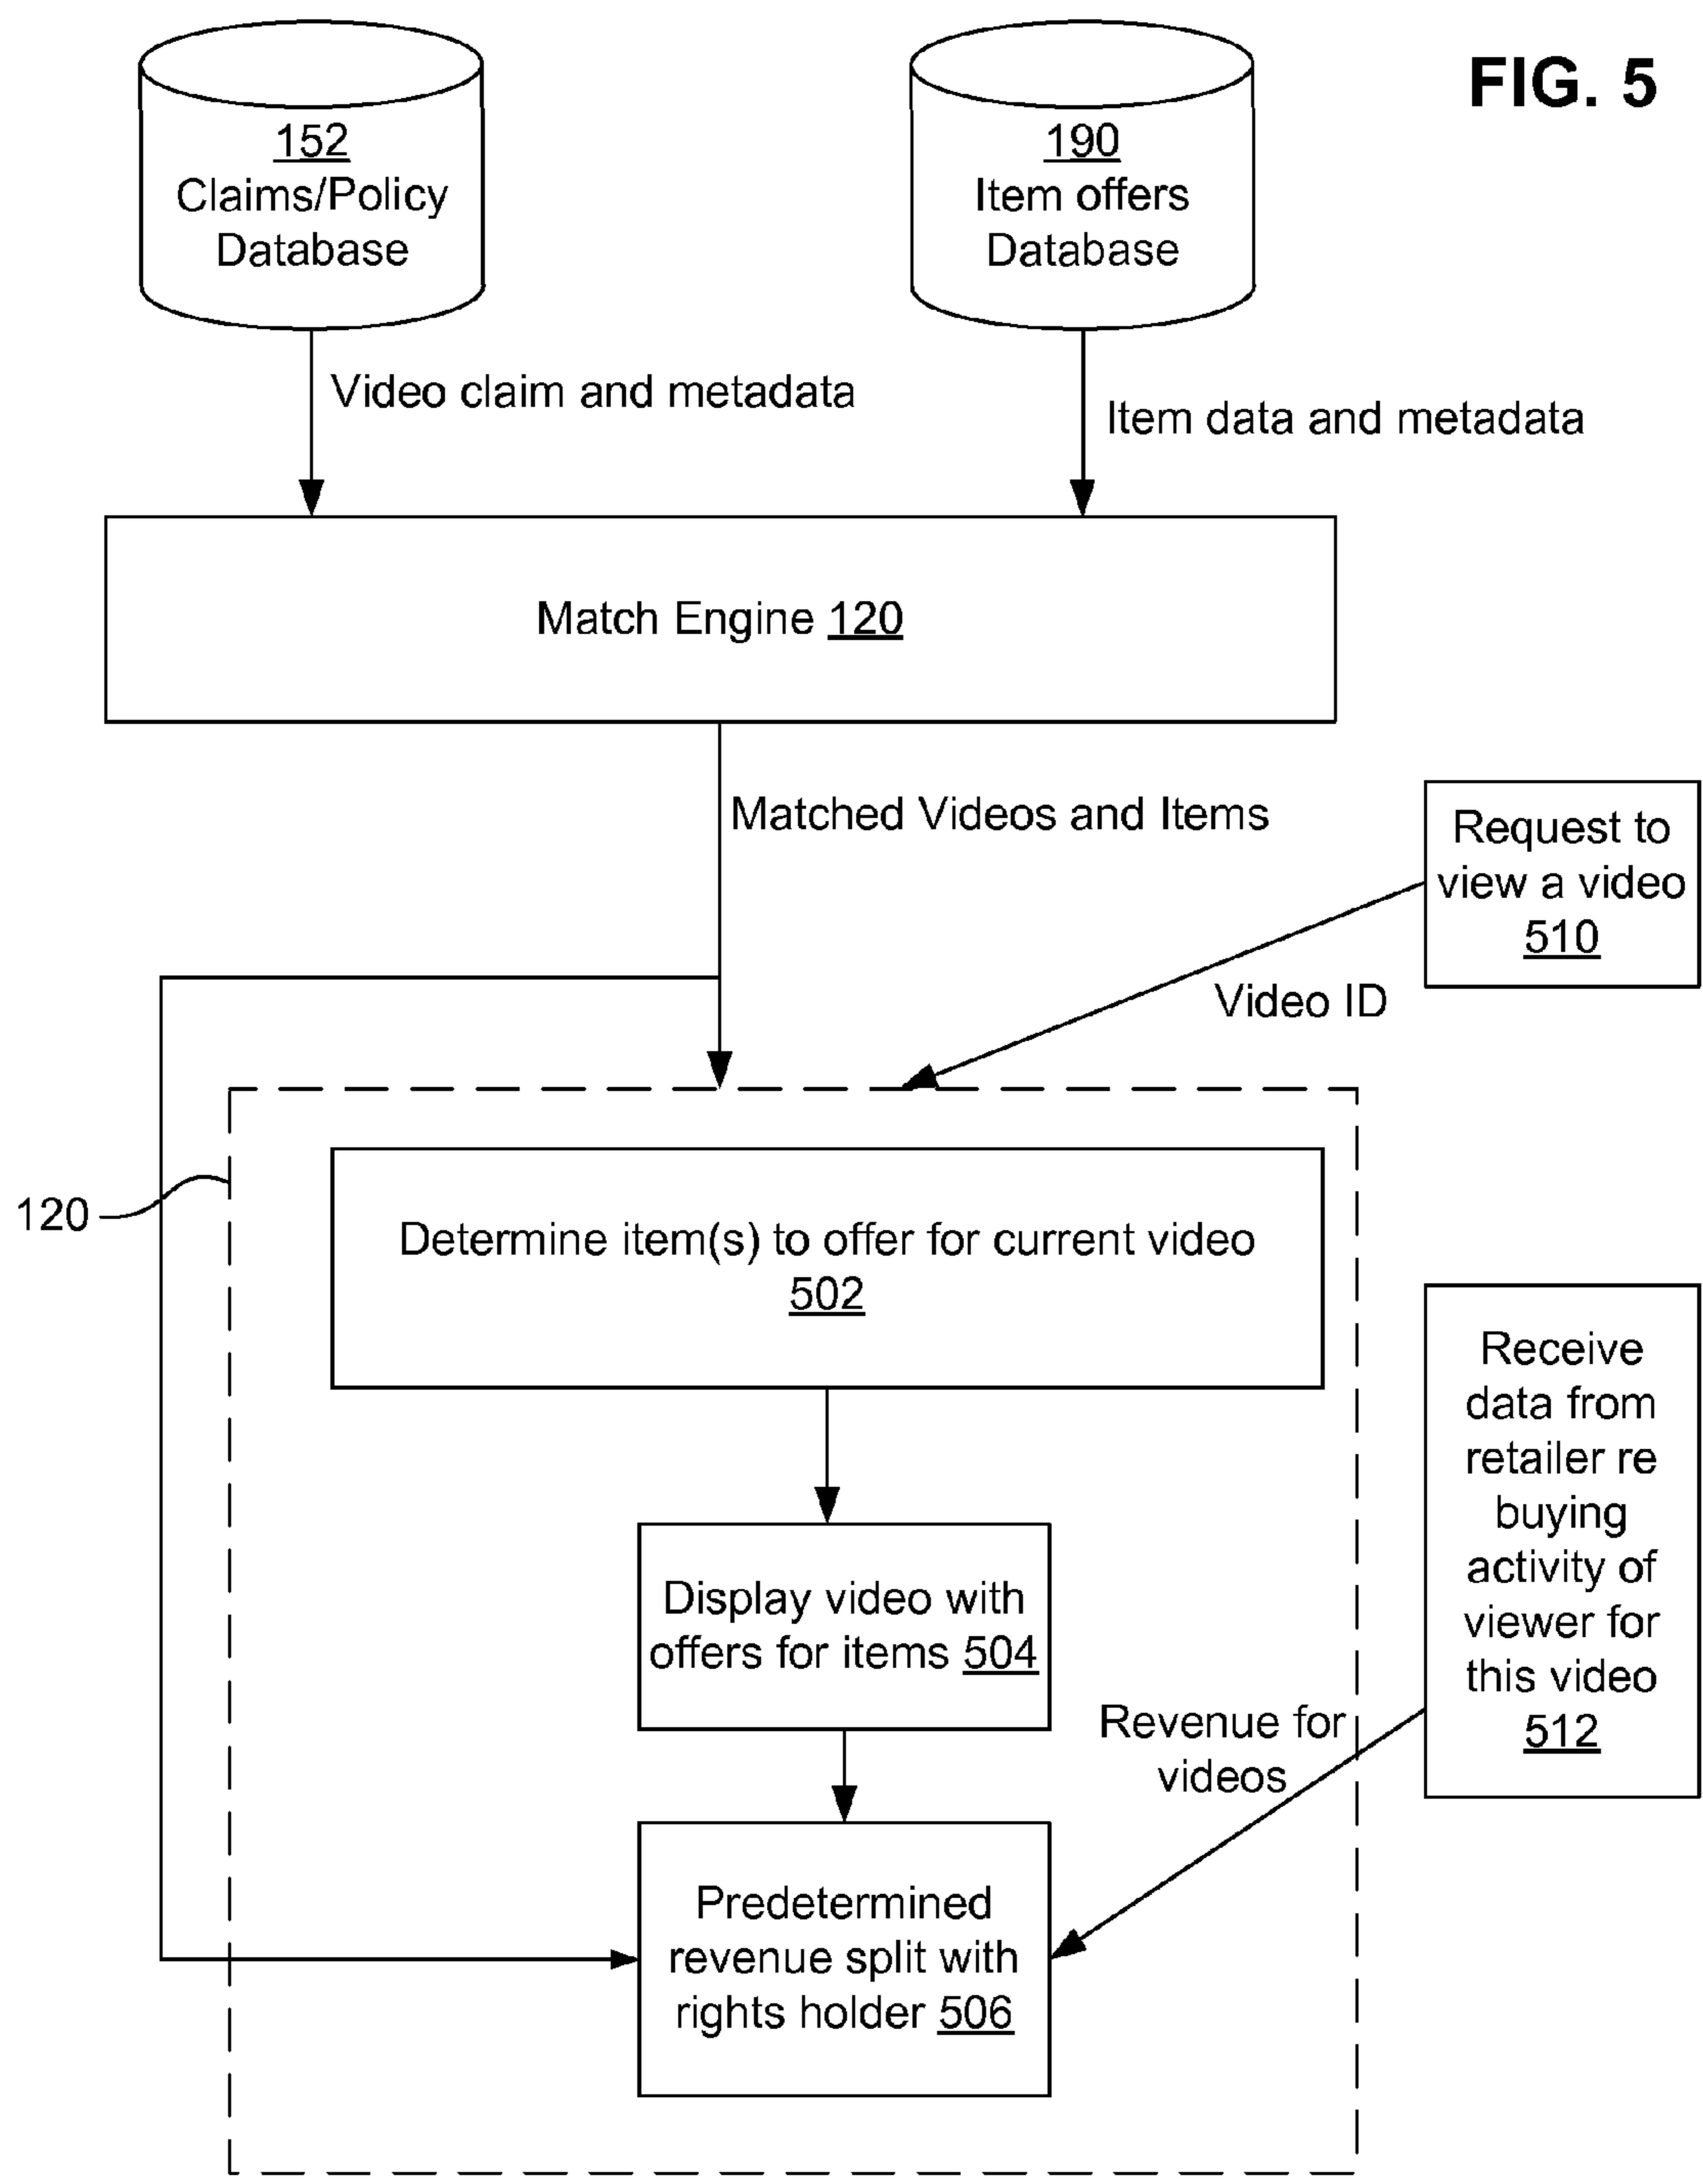 FIG. 5
152
Claims/Policy
Database
190
Item offers
Database
Video claim and metadata
Item data and metadata
Match Engine 120
Matched Videos and Items
Request to
view a video
510
Video ID
120
Determine item(s) to offer for current video
502
Receive
data from
retailer re
buying
activity of
viewer for
this video
512
Display video with
offers for items 504
Revenue for
videos
Predetermined
revenue split with
rights holder 506